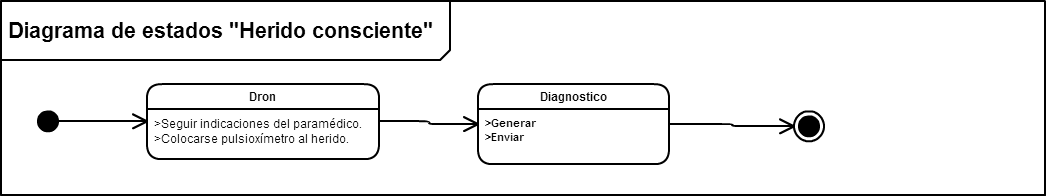 Diagrama de estados "Herido consciente"
Dron
>Seguir indicaciones del paramédico.
>Colocarse pulsioxímetro al herido.
Diagnostico
>Generar
>Enviar